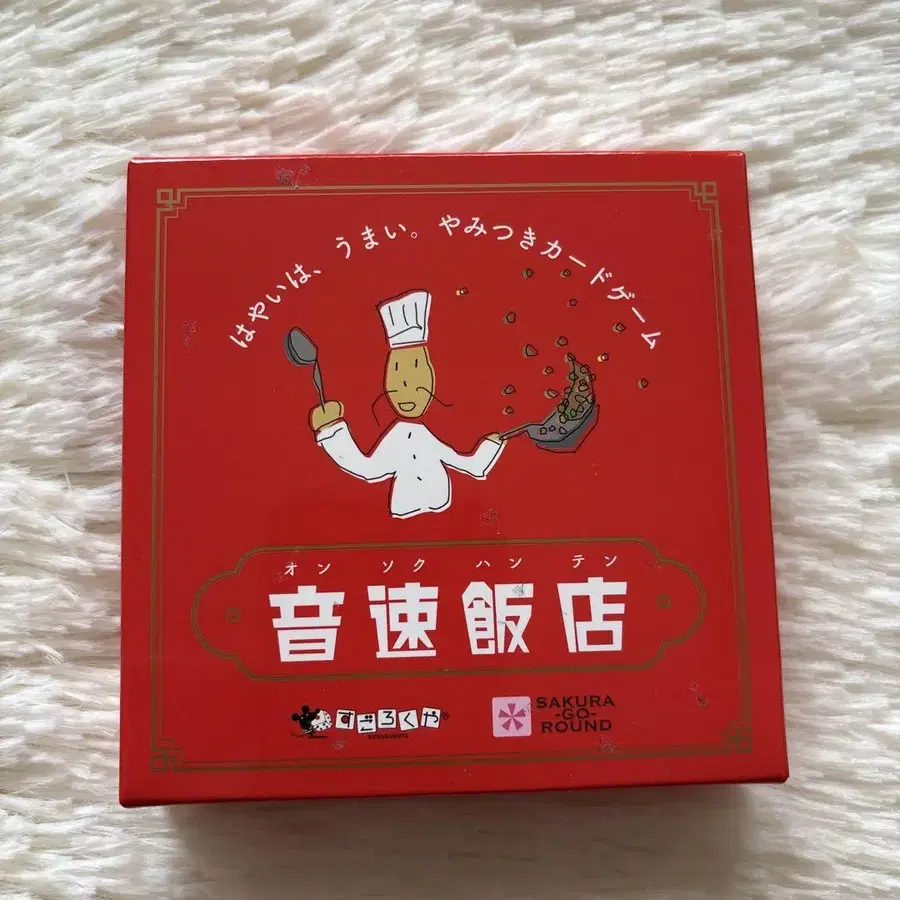 はやいは、うまい。やみつきカードゲーム
オン ソク ハン テン
音速飯店
すごろくや
SAKURA
-GO-
ROUND